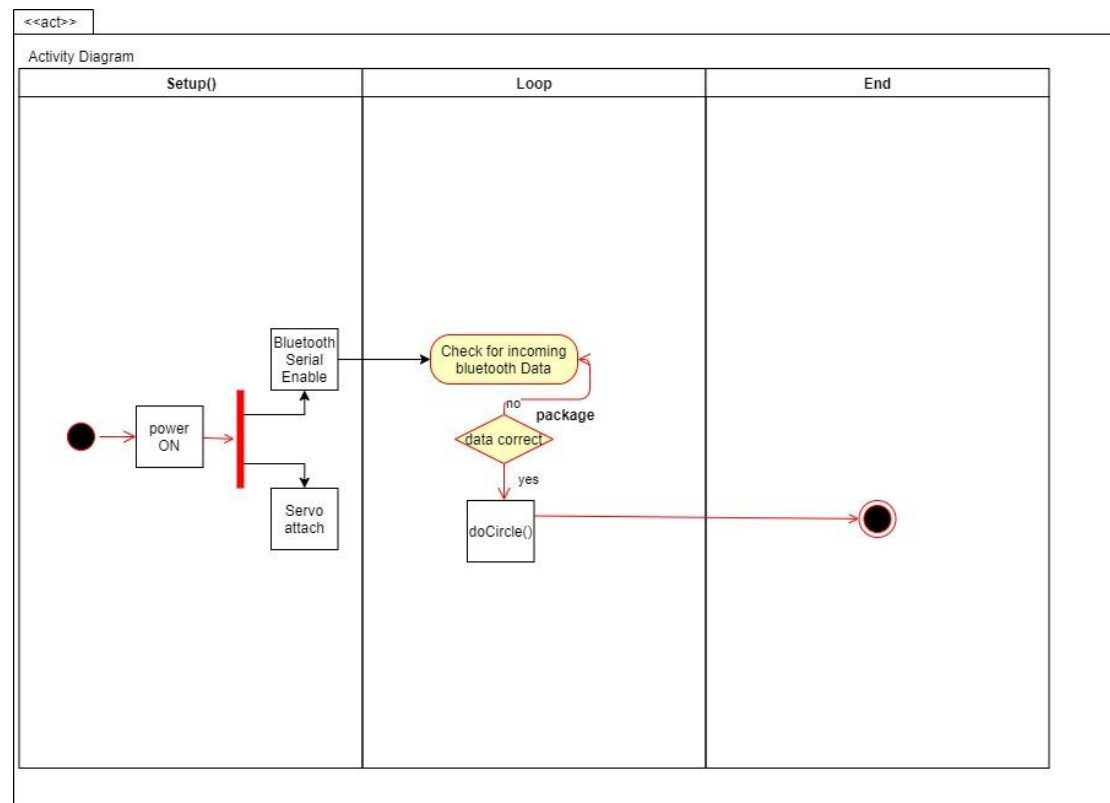 <<act>>
Activity Diagram
Setup()
Loop
End
Bluetooth
Serial
Enable
Check for incoming
bluetooth Data
no
package
power
ON
data correct
yes
Servo
attach
doCircle()